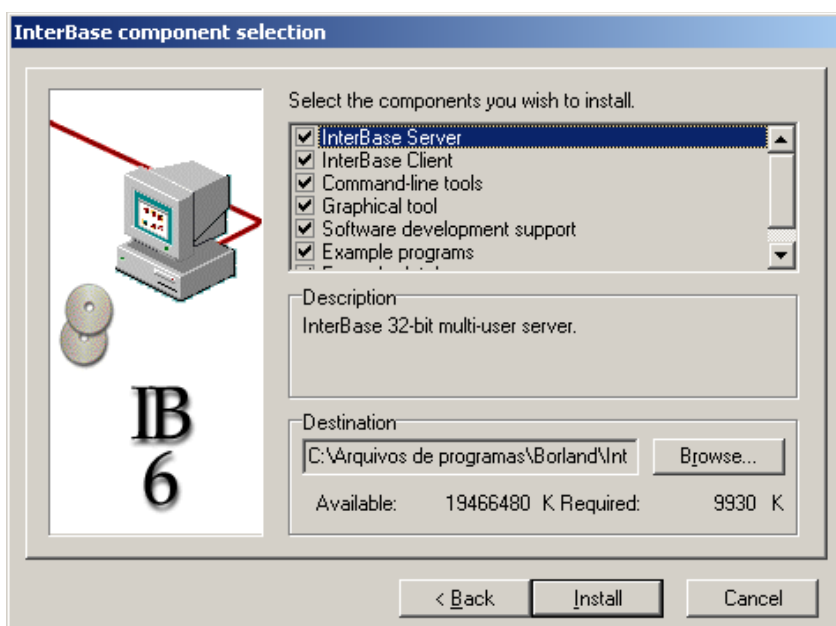 InterBase component selection
Select the components you wish to install.
InterBase Server
InterBase Client
Command-line tools
Graphical tool
Software development support
Example programs
Description
InterBase 32-bit multi-user server.
IB
6
Destination
C:\Arquivos de programas\Borland\Int
Browse...
Available: 19466480 K Required: 9930 K
< Back Install Cancel